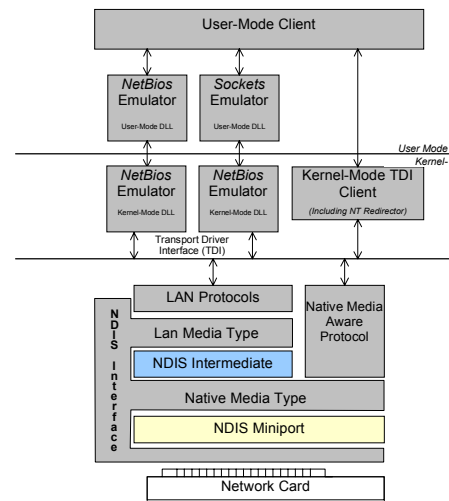 User-Mode Client
NetBios
Emulator
User-Mode DLL
Sockets
Emulator
User-Mode DLL
User Mode
Kernel-
NetBios
Emulator
Kernel-Mode DLL
NetBios
Emulator
Kernel-Mode DLL
Kernel-Mode TDI
Client
(Including NT Redirector)
Transport Driver
Interface (TDI)
LAN Protocols
Native Media
Aware
Protocol
NDIS Interface
Lan Media Type
NDIS Intermediate
Native Media Type
NDIS Miniport
Network Card